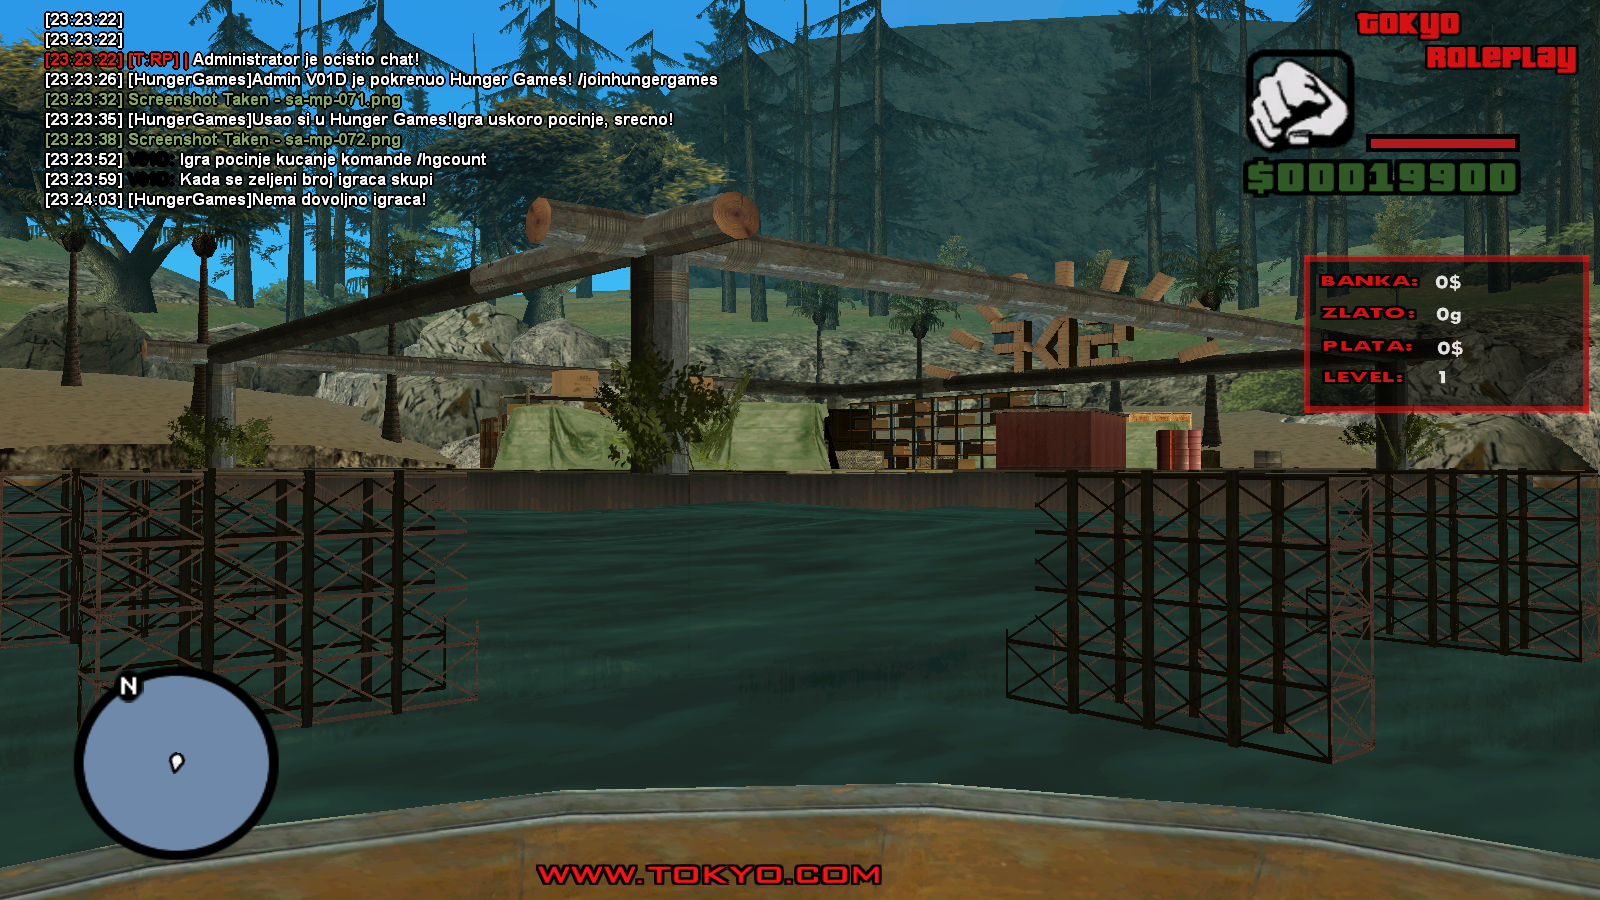 [23:23:22]
[23:23:22]
[23:23:22] [T:RP] | Administrator je ocistio chat!
[23:23:26] [HungerGames]Admin V01D je pokrenuo Hunger Games! /joinhungergames
[23:23:32] Screenshot Taken - sa-mp-071.png
[23:23:35] [HungerGames]Usao si u Hunger Games!Igra uskoro pocinje, srecno!
[23:23:38] Screenshot Taken - sa-mp-072.png
[23:23:52] V01D: Igra pocinje kucanje komande /hgcount
[23:23:59] V01D: Kada se zeljeni broj igraca skupi
[23:24:03] [HungerGames]Nema dovoljno igraca!
TOKYO
ROLEPLAY
$00019900
BANKA: 0$
ZLATO: 0g
PLATA: 0$
LEVEL: 1
N
WWW.TOKYO.COM